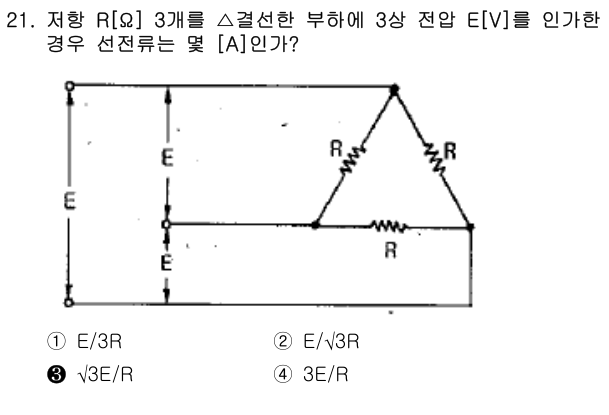 21. 저항 R[Ω] 3개를 △결선한 부하에 3상 전압 E[V]를 인가한
경우 선전류는 몇 [A]인가?
E
E
E
R
R
R
① E/3R
② E/√3R
❸ √3E/R
④ 3E/R